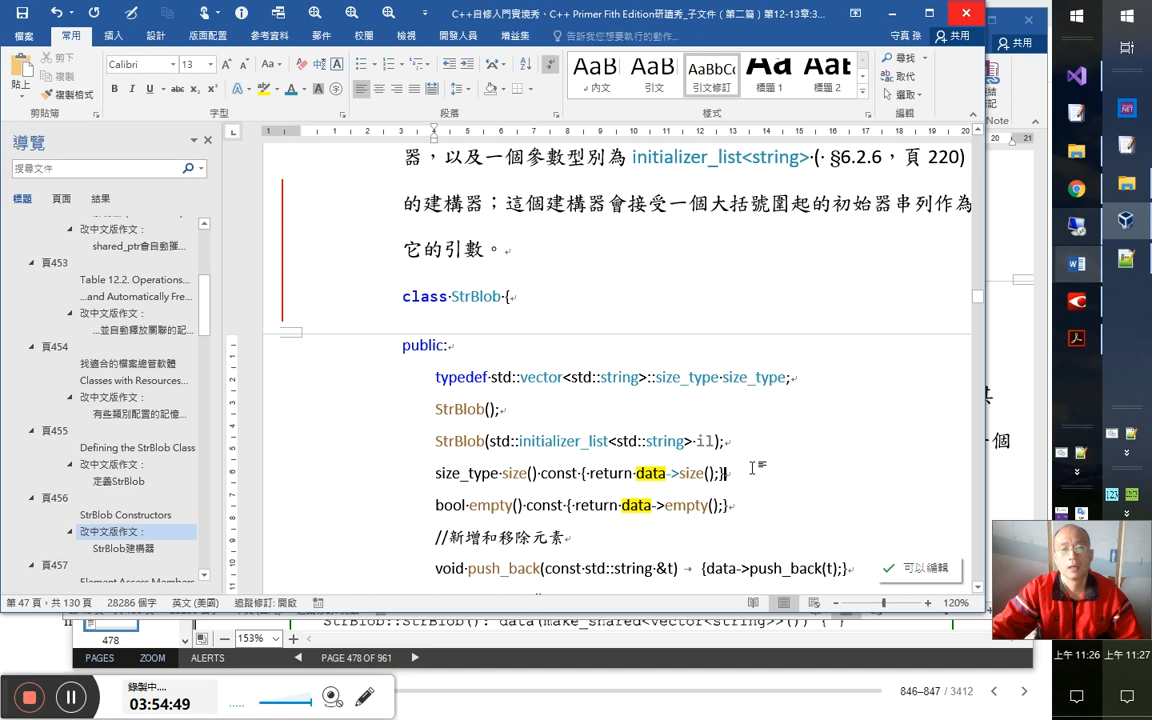 C++自修入門實境秀、C++ Primer Fith Edition研讀秀_子文件（第二篇）第12-13章:3...
檔案 常用 插入 設計 版面配置 參考資料 郵件 校閱 檢視 開發人員 增益集 告訴我您想要執行的動作... 守真 孫 共用
共用
貼上
剪下
複製
複製格式
剪貼簿
Calibri 13
字型
段落
AaB AaB AaBbC AaB AaB
內文 引文 引文修訂 標題 1 標題 2
樣式
尋找
取代
選取
編輯
導覽
搜尋文件
標題 頁面 結果
改中文版作文：
shared_ptr會自動摧...
頁453
Table 12.2. Operations...
...and Automatically Fre...
改中文版作文：
...並自動釋放關聯的記...
頁454
找適合的檔案總管軟體
Classes with Resources...
改中文版作文：
有些類別配置的記憶...
頁455
Defining the StrBlob Class
改中文版作文：
定義StrBlob
頁456
StrBlob Constructors
改中文版作文：
StrBlob建構器
頁457
Element Access Members
器，以及一個參數型別為 initializer_list<string> ( §6.2.6，頁 220)
的建構器；這個建構器會接受一個大括號圍起的初始器串列作為
它的引數。
class StrBlob {
public:
typedef std::vector<std::string>::size_type size_type;
StrBlob();
StrBlob(std::initializer_list<std::string> il);
size_type size() const { return data->size();}
bool empty() const { return data->empty();}
//新增和移除元素
void push_back(const std::string &t) → {data->push_back(t);}
可以編輯
第 47 頁，共 130 頁 28286 個字 英文 (美國) 追蹤修訂: 開啟 120%
StrBlob::StrBlob(): data(make_shared<vector<string>>()) { }
478 153%
PAGES ZOOM ALERTS PAGE 478 OF 961
錄製中....
03:54:49
846–847 / 3412
上午 11:26 上午 11:27